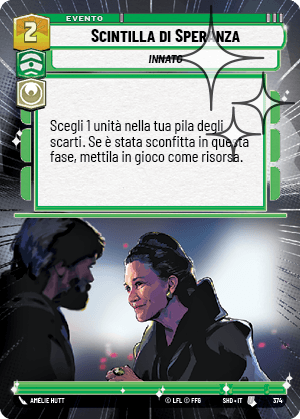 EVENTO
2
SCINTILLA DI SPERANZA
INNATO
Scegli 1 unità nella tua pila degli
scarti. Se è stata sconfitta in questa
fase, mettila in gioco come risorsa.
AMÉLIE HUTT
© LFL © FFG
SHD • IT
374